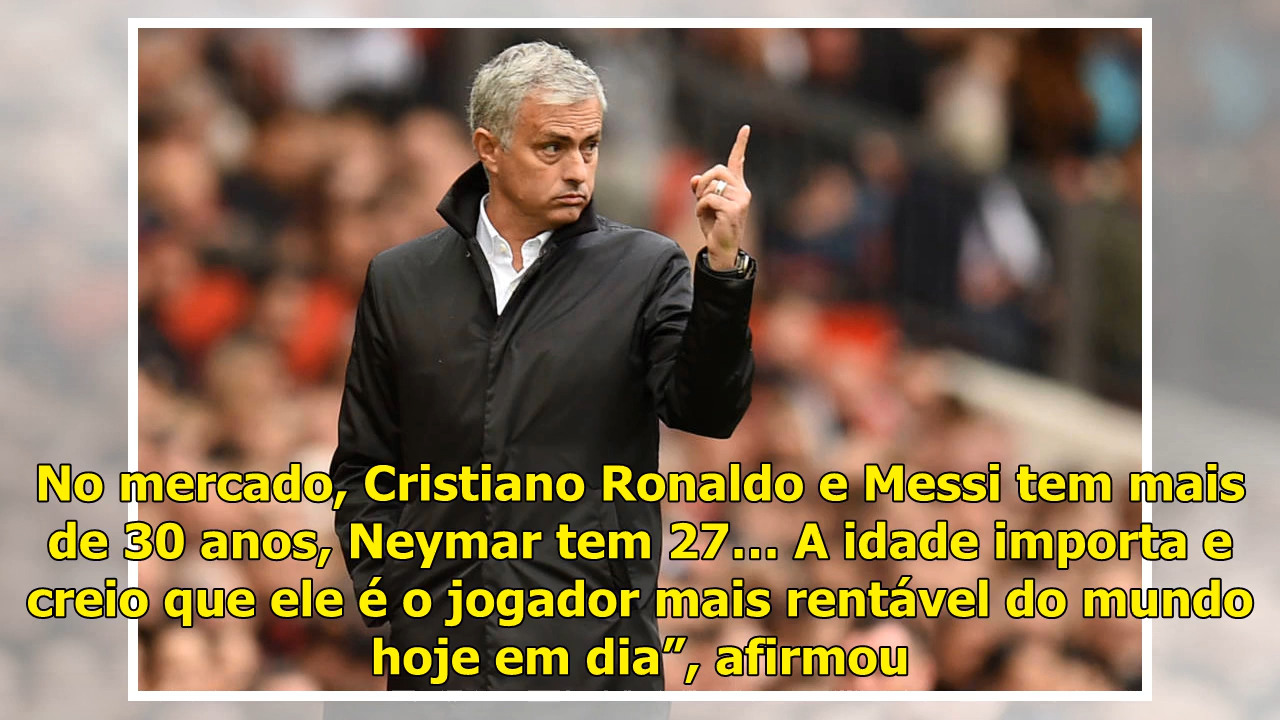 No mercado, Cristiano Ronaldo e Messi tem mais
de 30 anos, Neymar tem 27... A idade importa e
creio que ele é o jogador mais rentável do mundo
hoje em dia”, afirmou